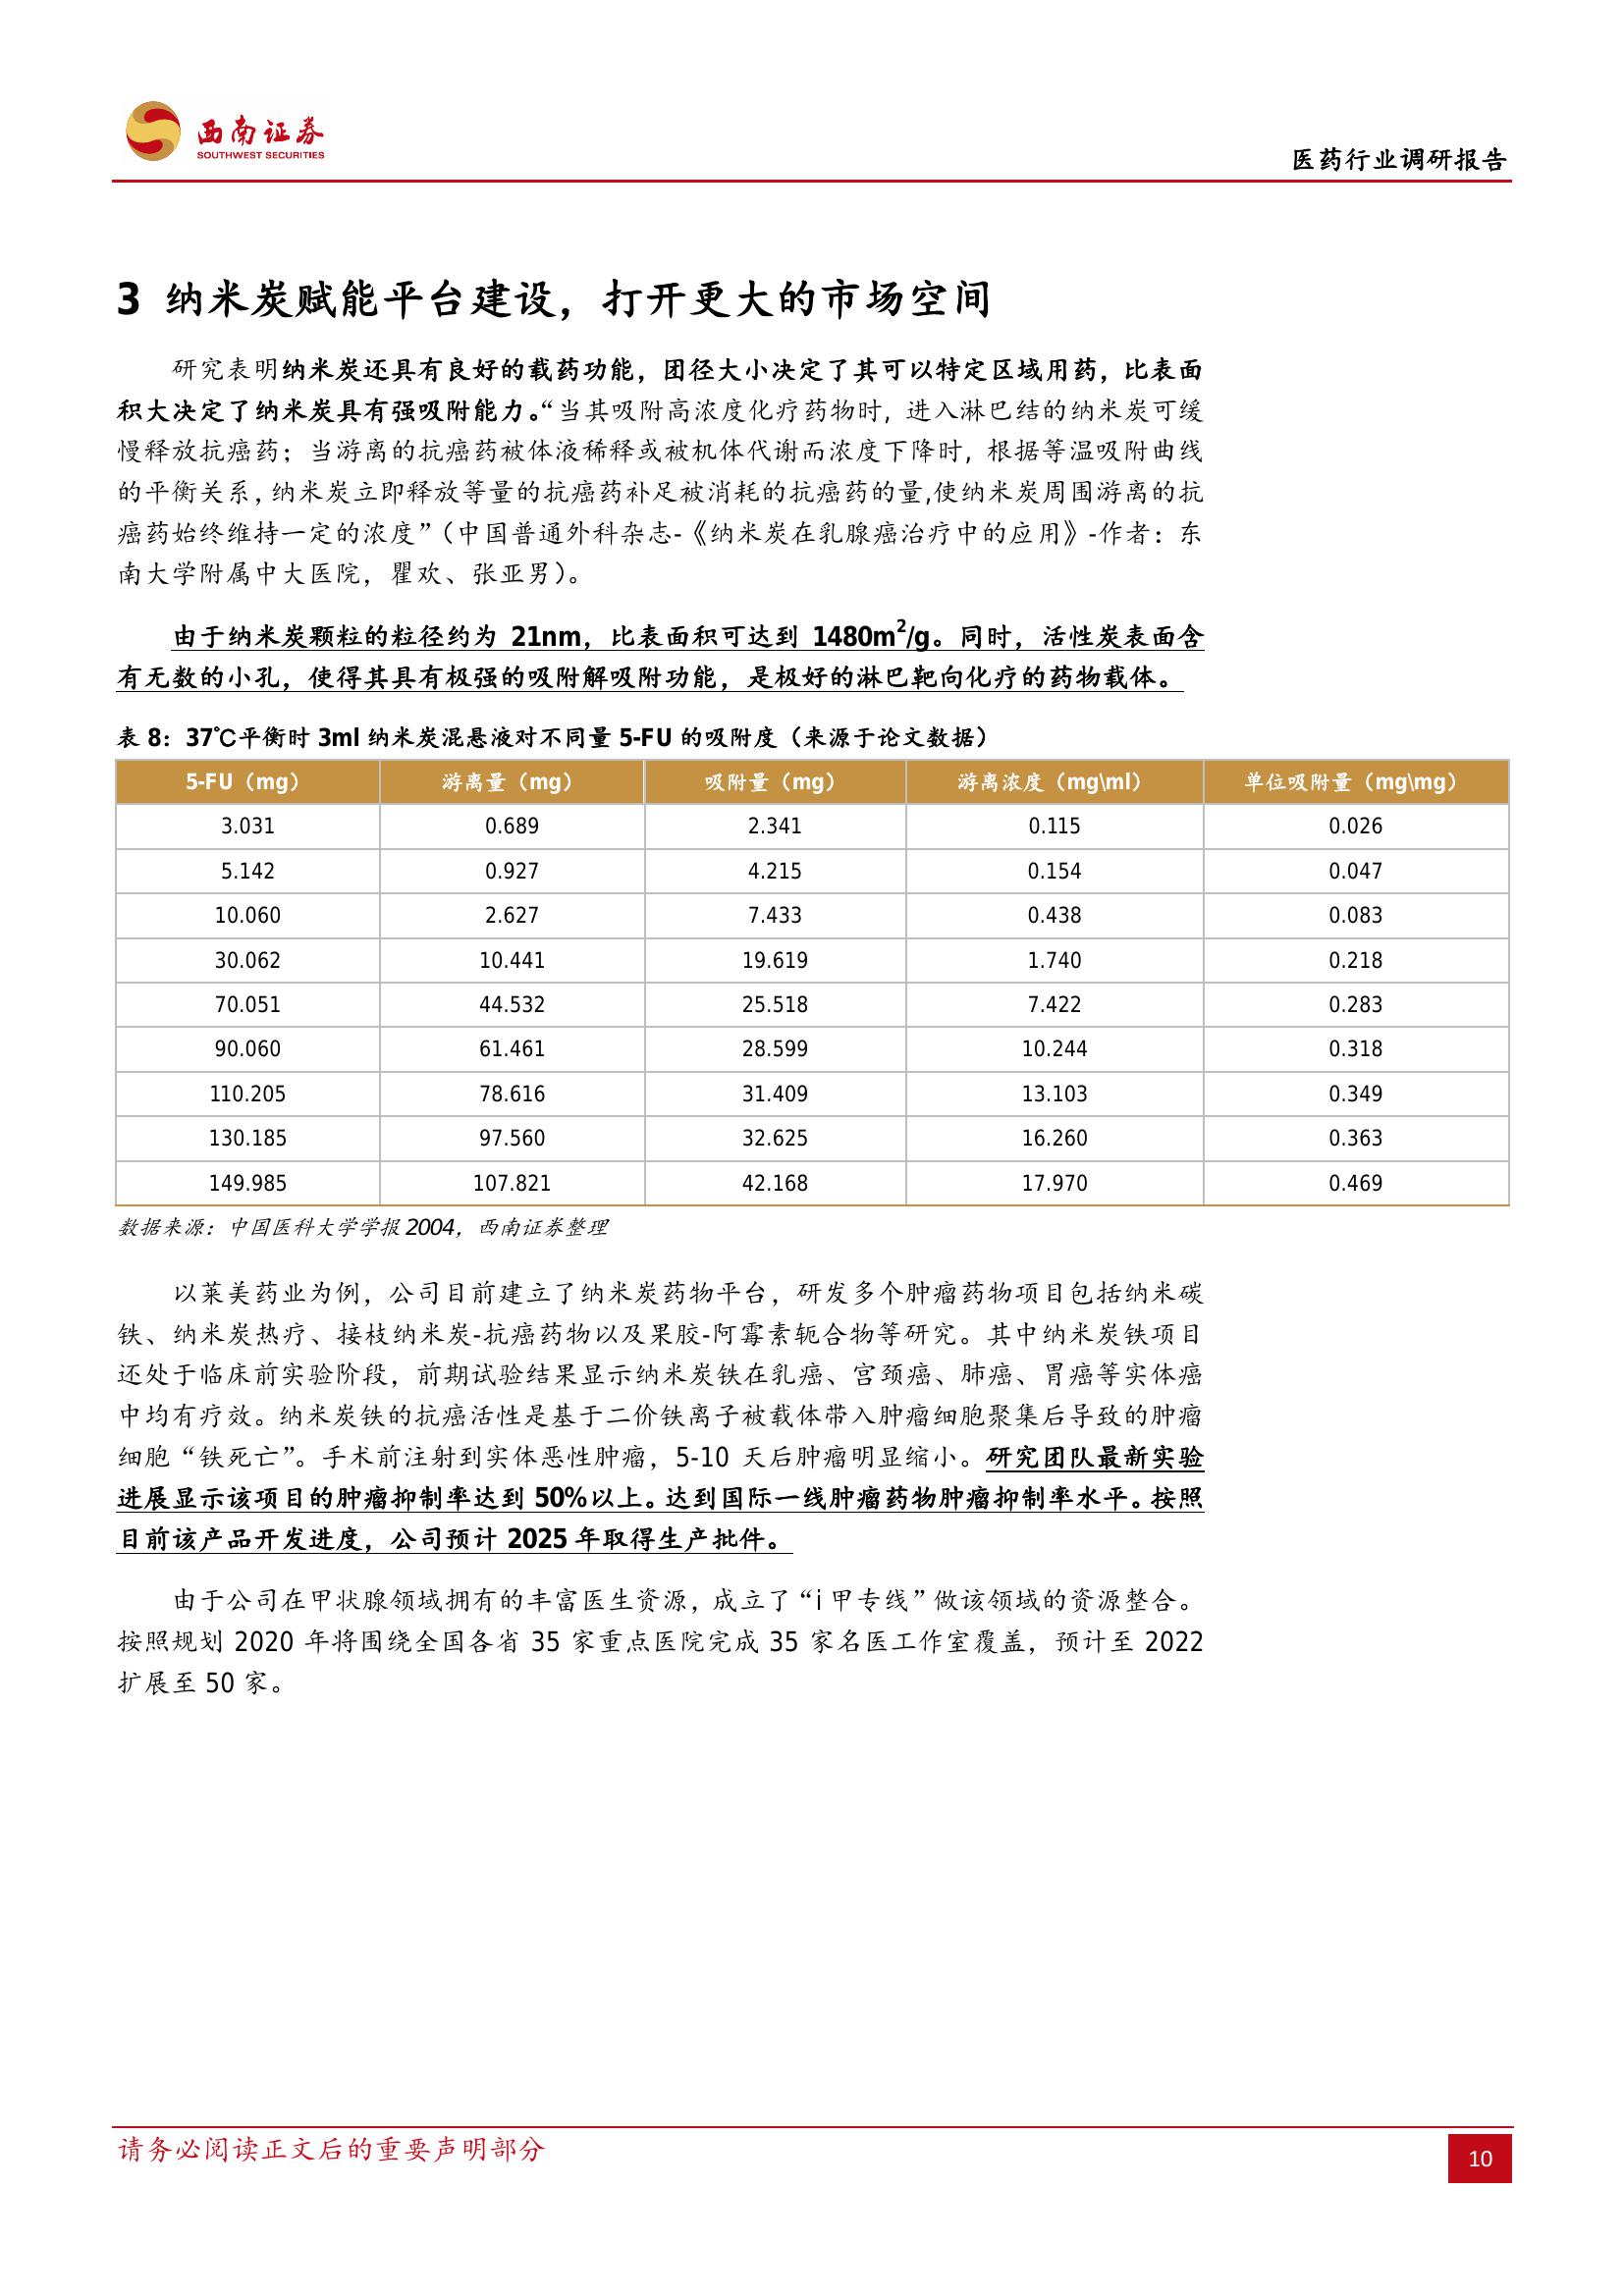 西南证券
SOUTHWEST SECURITIES
医药行业调研报告
3 纳米炭赋能平台建设，打开更大的市场空间
研究表明纳米炭还具有良好的载药功能，团径大小决定了其可以特定区域用药，比表面
积大决定了纳米炭具有强吸附能力。“当其吸附高浓度化疗药物时，进入淋巴结的纳米炭可缓
慢释放抗癌药；当游离的抗癌药被体液稀释或被机体代谢而浓度下降时，根据等温吸附曲线
的平衡关系，纳米炭立即释放等量的抗癌药补足被消耗的抗癌药的量,使纳米炭周围游离的抗
癌药始终维持一定的浓度”（中国普通外科杂志-《纳米炭在乳腺癌治疗中的应用》-作者：东
南大学附属中大医院，瞿欢、张亚男）。
由于纳米炭颗粒的粒径约为 21nm，比表面积可达到 1480m²/g。同时，活性炭表面含
有无数的小孔，使得其具有极强的吸附解吸附功能，是极好的淋巴靶向化疗的药物载体。
表 8：37℃平衡时 3ml 纳米炭混悬液对不同量 5-FU 的吸附度（来源于论文数据）
5-FU（mg） 游离量（mg） 吸附量（mg） 游离浓度（mg\ml） 单位吸附量（mg\mg）
3.031 0.689 2.341 0.115 0.026
5.142 0.927 4.215 0.154 0.047
10.060 2.627 7.433 0.438 0.083
30.062 10.441 19.619 1.740 0.218
70.051 44.532 25.518 7.422 0.283
90.060 61.461 28.599 10.244 0.318
110.205 78.616 31.409 13.103 0.349
130.185 97.560 32.625 16.260 0.363
149.985 107.821 42.168 17.970 0.469
数据来源：中国医科大学学报 2004，西南证券整理
以莱美药业为例，公司目前建立了纳米炭药物平台，研发多个肿瘤药物项目包括纳米碳
铁、纳米炭热疗、接枝纳米炭-抗癌药物以及果胶-阿霉素轭合物等研究。其中纳米炭铁项目
还处于临床前实验阶段，前期试验结果显示纳米炭铁在乳癌、宫颈癌、肺癌、胃癌等实体癌
中均有疗效。纳米炭铁的抗癌活性是基于二价铁离子被载体带入肿瘤细胞聚集后导致的肿瘤
细胞“铁死亡”。手术前注射到实体恶性肿瘤，5-10 天后肿瘤明显缩小。研究团队最新实验
进展显示该项目的肿瘤抑制率达到 50%以上。达到国际一线肿瘤药物肿瘤抑制率水平。按照
目前该产品开发进度，公司预计 2025 年取得生产批件。
由于公司在甲状腺领域拥有的丰富医生资源，成立了“i 甲专线”做该领域的资源整合。
按照规划 2020 年将围绕全国各省 35 家重点医院完成 35 家名医工作室覆盖，预计至 2022
扩展至 50 家。
请务必阅读正文后的重要声明部分
10